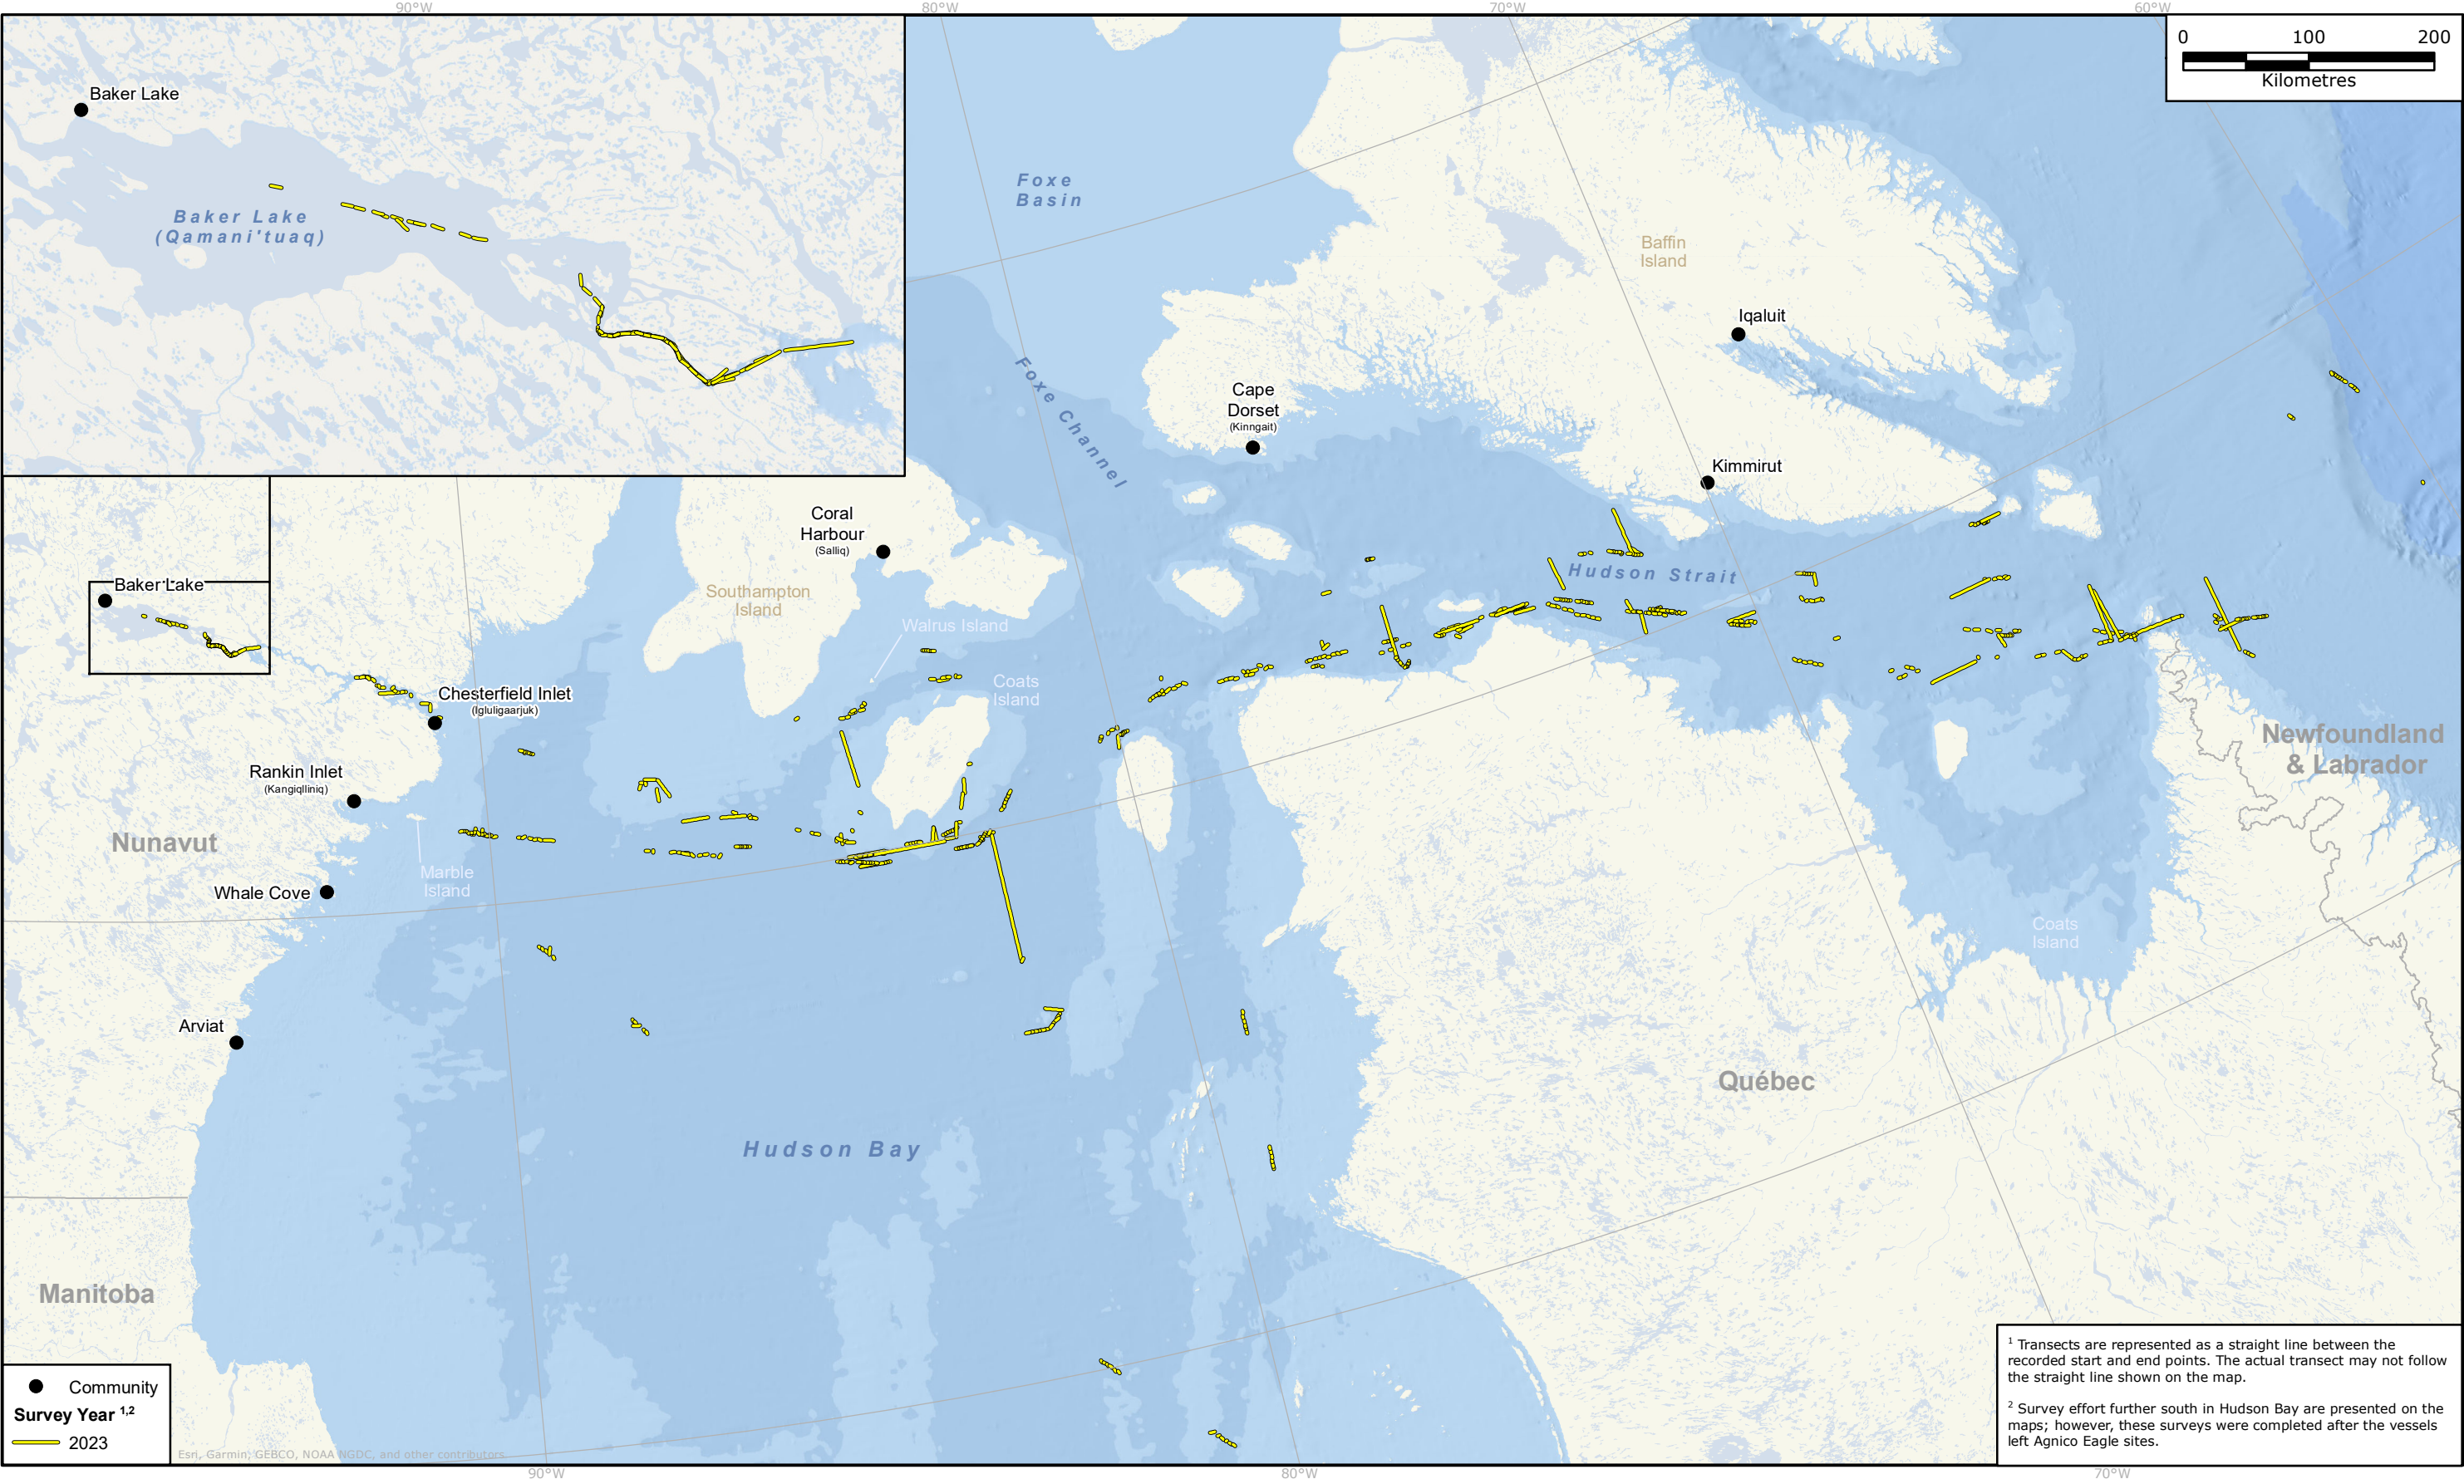 90°W
80°W
70°W
60°W
0 100 200
Kilometres
Baker Lake
Baker Lake
(Qamani'tuaq)
Foxe
Basin
Baffin
Island
Iqaluit
Foxe Channel
Cape
Dorset
(Kinngait)
Kimmirut
Coral
Harbour
(Salliq)
Hudson Strait
Baker Lake
Southampton
Island
Walrus Island
Coats
Island
Chesterfield Inlet
(Igluligaarjuk)
Newfoundland
& Labrador
Rankin Inlet
(Kangiqlliniq)
Nunavut
Marble
Island
Whale Cove
Coats
Island
Arviat
Québec
Hudson Bay
Manitoba
Community
Survey Year 1,2
2023
Esri, Garmin, GEBCO, NOAA NGDC, and other contributors
1 Transects are represented as a straight line between the
recorded start and end points. The actual transect may not follow
the straight line shown on the map.
2 Survey effort further south in Hudson Bay are presented on the
maps; however, these surveys were completed after the vessels
left Agnico Eagle sites.
90°W
80°W
70°W